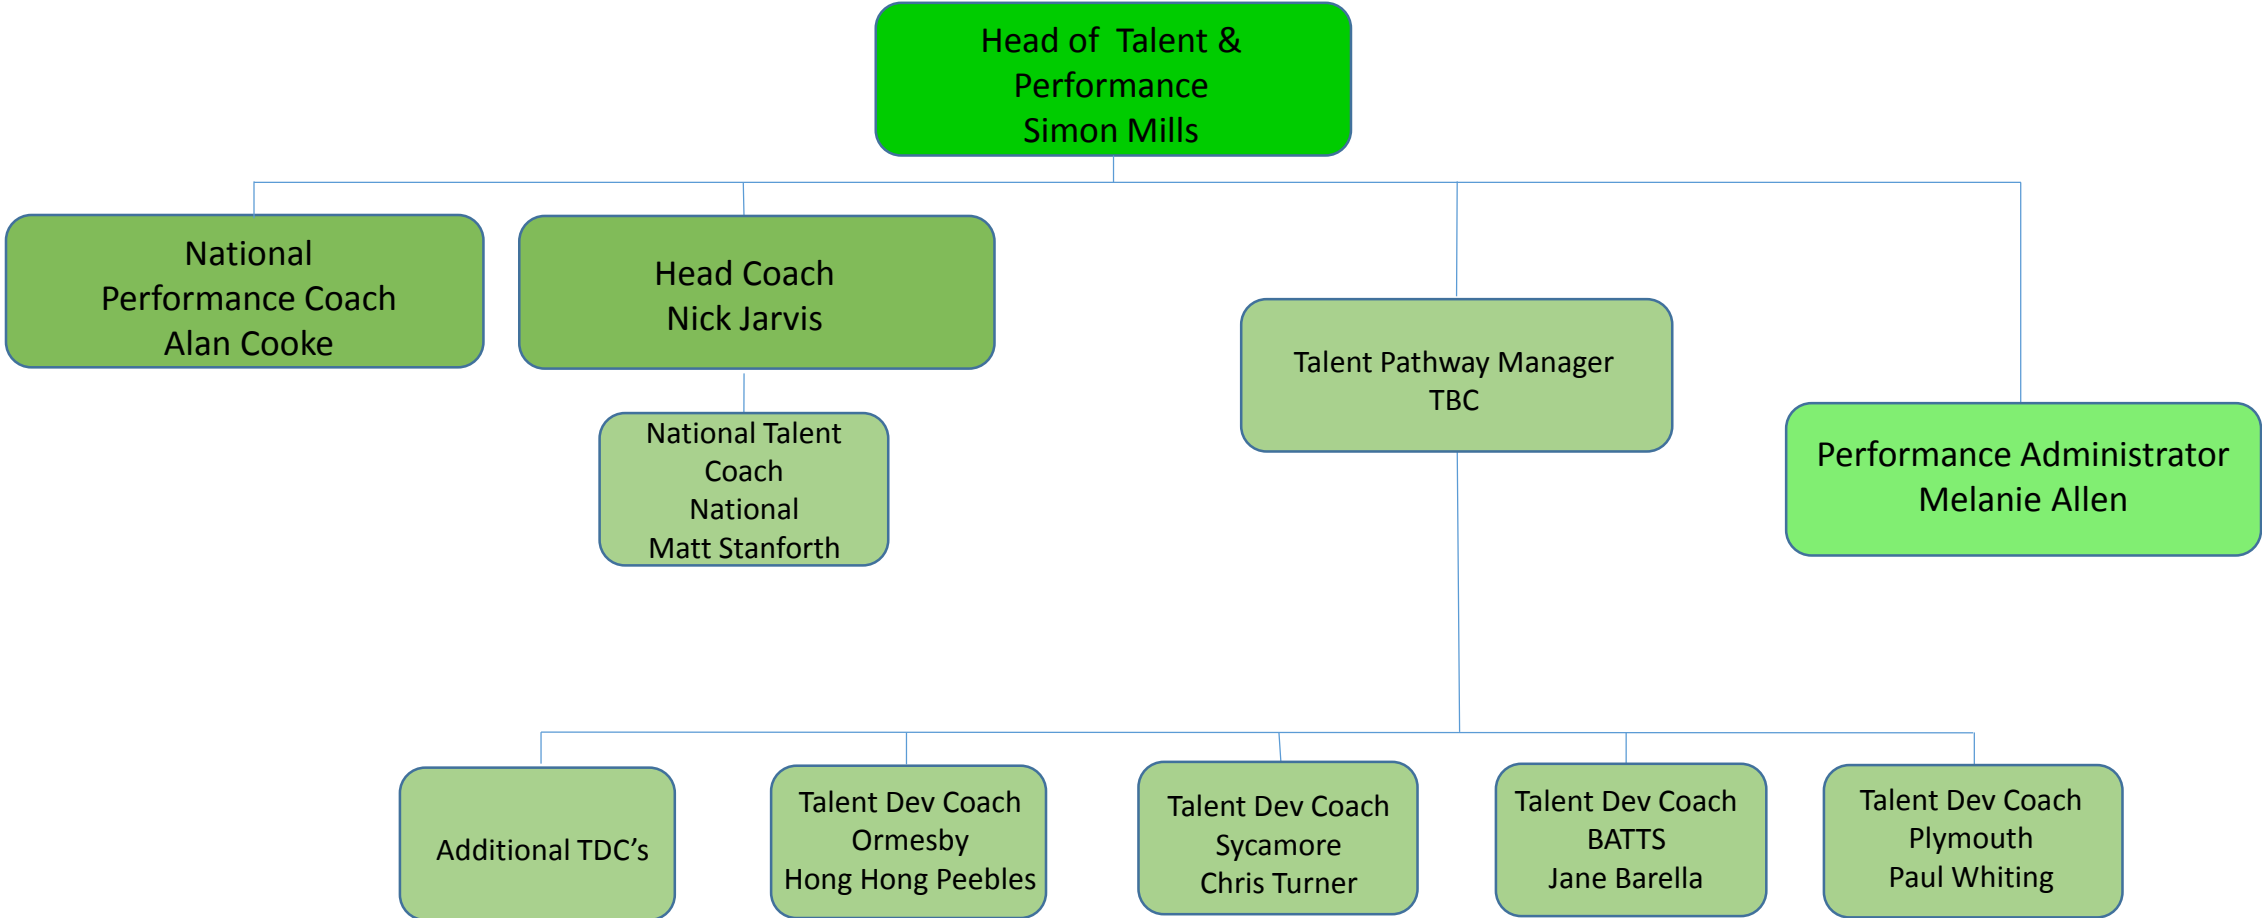 Head of Talent &
Performance
Simon Mills
National
Performance Coach
Alan Cooke
Head Coach
Nick Jarvis
National Talent
Coach
National
Matt Stanforth
Talent Pathway Manager
TBC
Performance Administrator
Melanie Allen
Additional TDC’s
Talent Dev Coach
Ormesby
Hong Hong Peebles
Talent Dev Coach
Sycamore
Chris Turner
Talent Dev Coach
BATTS
Jane Barella
Talent Dev Coach
Plymouth
Paul Whiting